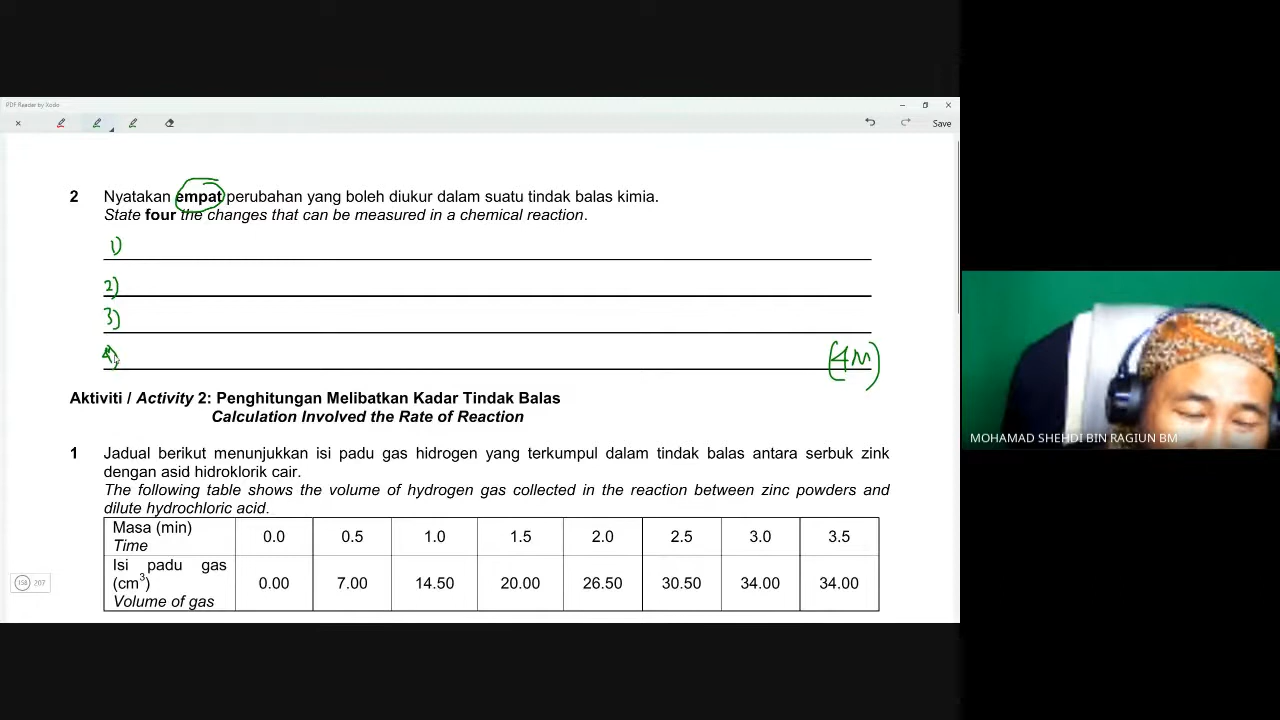 PDF Reader by Xodo
Save
2 Nyatakan empat perubahan yang boleh diukur dalam suatu tindak balas kimia.
State four the changes that can be measured in a chemical reaction.
1)
2)
3)
4)
(4M)
Aktiviti / Activity 2: Penghitungan Melibatkan Kadar Tindak Balas
Calculation Involved the Rate of Reaction
1 Jadual berikut menunjukkan isi padu gas hidrogen yang terkumpul dalam tindak balas antara serbuk zink
dengan asid hidroklorik cair.
The following table shows the volume of hydrogen gas collected in the reaction between zinc powders and
dilute hydrochloric acid.
Masa (min)
Time
0.0 0.5 1.0 1.5 2.0 2.5 3.0 3.5
Isi padu gas
(cm³)
Volume of gas
0.00 7.00 14.50 20.00 26.50 30.50 34.00 34.00
158 207
MOHAMAD SHEHDI BIN RAGIUN BM